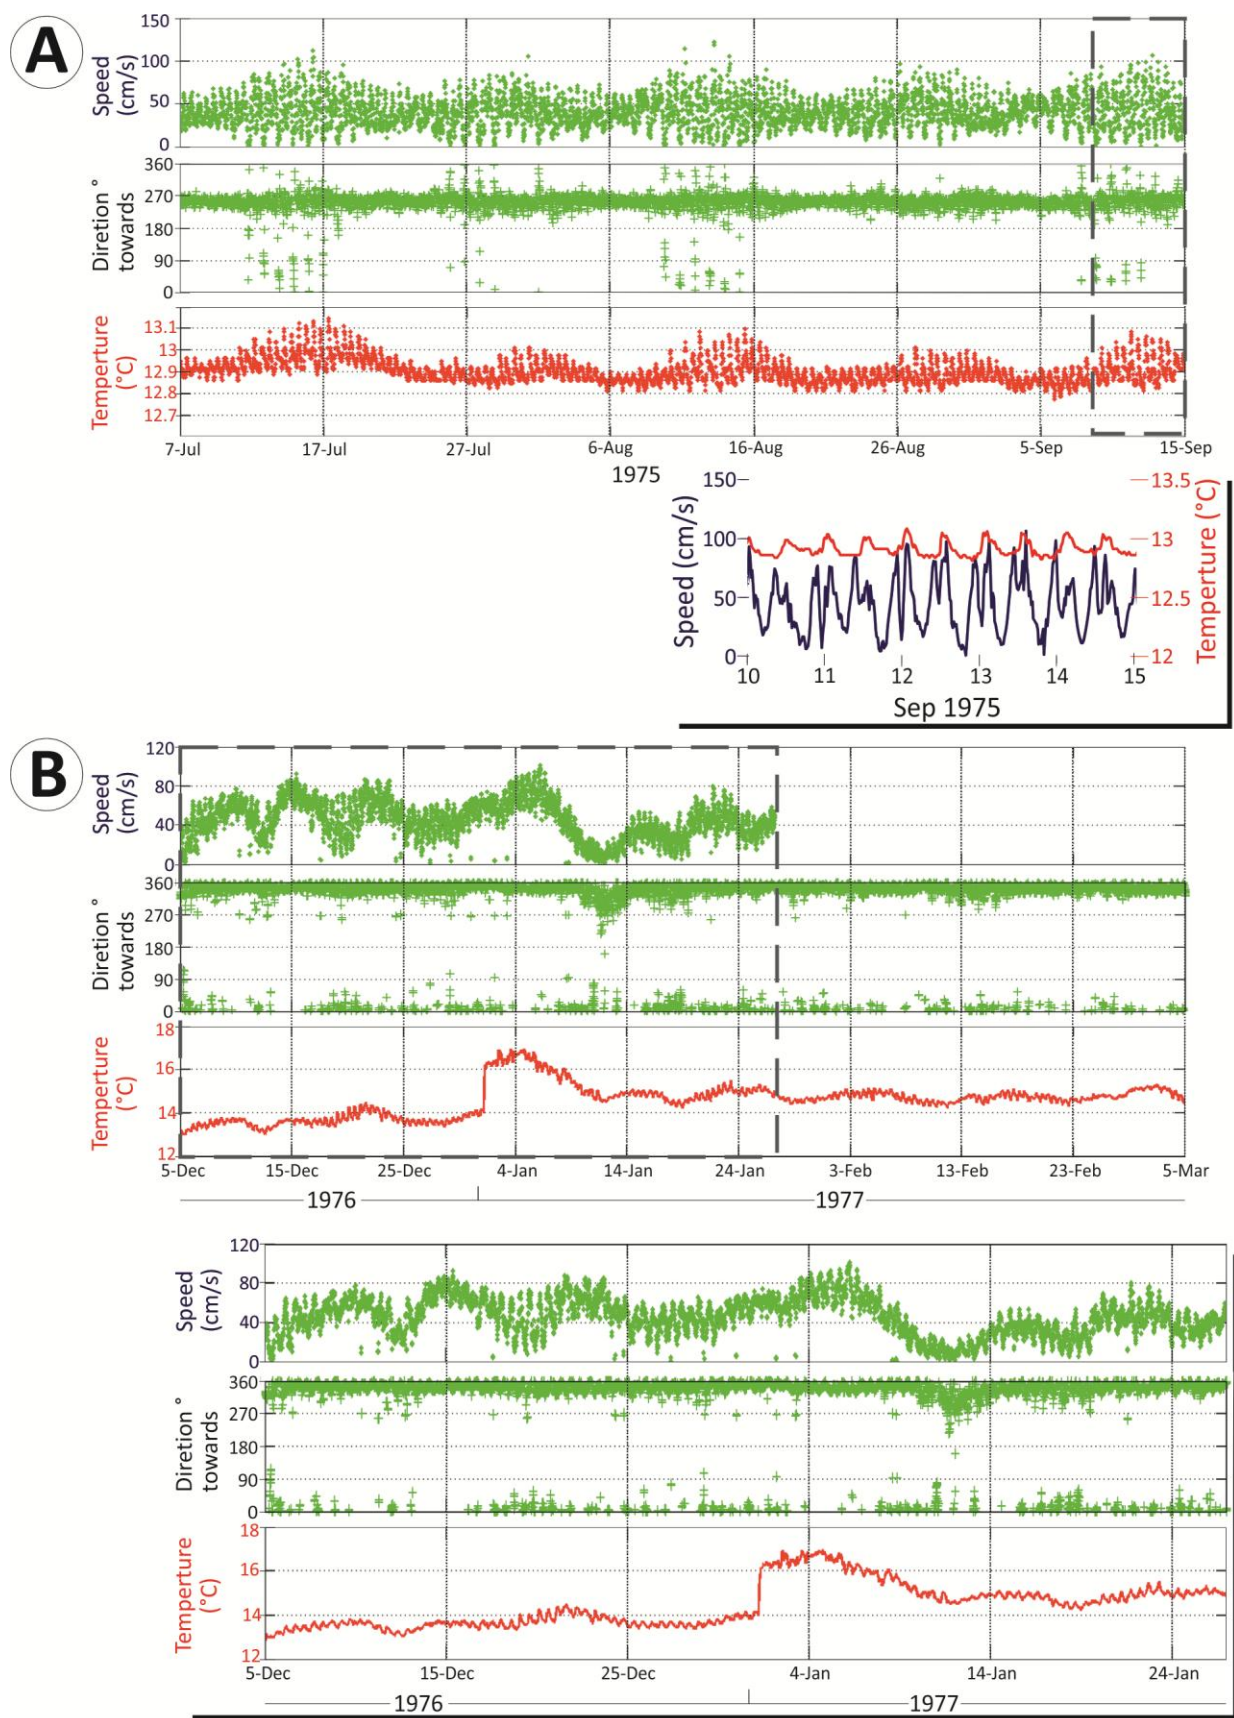 A
Speed
(cm/s)
150
100
50
0
Diretion °
towards
360
270
180
90
0
Temperture
(°C)
13.1
13
12.9
12.8
12.7
7-Jul 17-Jul 27-Jul 6-Aug 16-Aug 26-Aug 5-Sep 15-Sep
1975
Speed (cm/s)
150
100
50
0
13.5
13
12.5
12
Temperture (°C)
10 11 12 13 14 15
Sep 1975
B
Speed
(cm/s)
120
80
40
0
Diretion °
towards
360
270
180
90
0
Temperture
(°C)
18
16
14
12
5-Dec 15-Dec 25-Dec 4-Jan 14-Jan 24-Jan 3-Feb 13-Feb 23-Feb 5-Mar
1976 1977
Speed
(cm/s)
120
80
40
0
Diretion °
towards
360
270
180
90
0
Temperture
(°C)
18
16
14
12
5-Dec 15-Dec 25-Dec 4-Jan 14-Jan 24-Jan
1976 1977